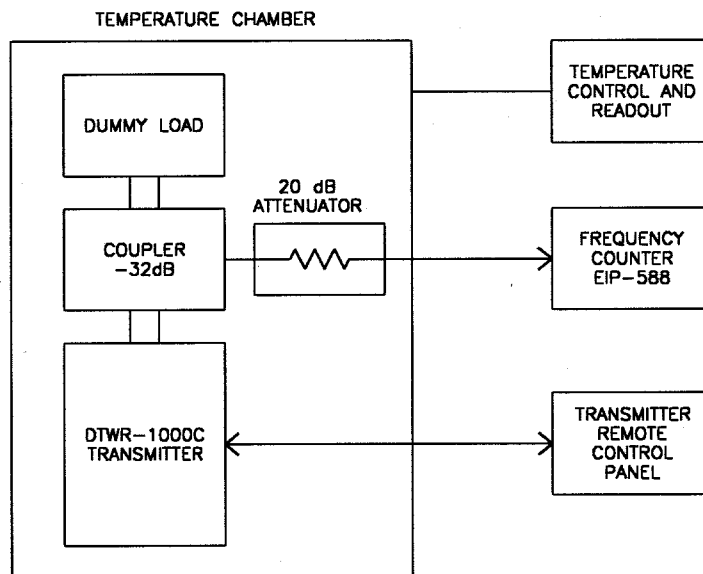 TEMPERATURE CHAMBER
DUMMY LOAD
TEMPERATURE
CONTROL AND
READOUT
20 dB
ATTENUATOR
COUPLER
-32dB
FREQUENCY
COUNTER
EIP-588
DTWR-1000C
TRANSMITTER
TRANSMITTER
REMOTE
CONTROL
PANEL